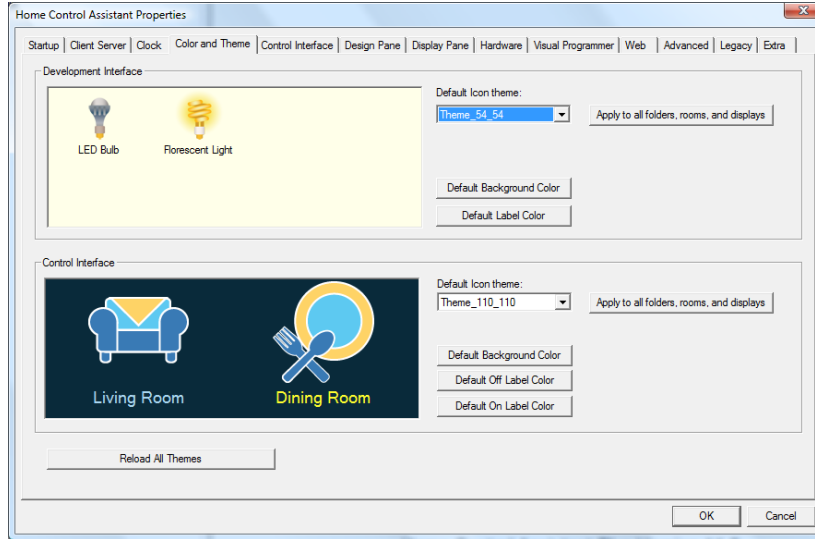 Home Control Assistant Properties
Startup Client Server Clock Color and Theme Control Interface Design Pane Display Pane Hardware Visual Programmer Web Advanced Legacy Extra
Development Interface
LED Bulb Florescent Light
Default Icon theme:
Theme_54_54 Apply to all folders, rooms, and displays
Default Background Color
Default Label Color
Control Interface
Living Room Dining Room
Default Icon theme:
Theme_110_110 Apply to all folders, rooms, and displays
Default Background Color
Default Off Label Color
Default On Label Color
Reload All Themes
OK Cancel